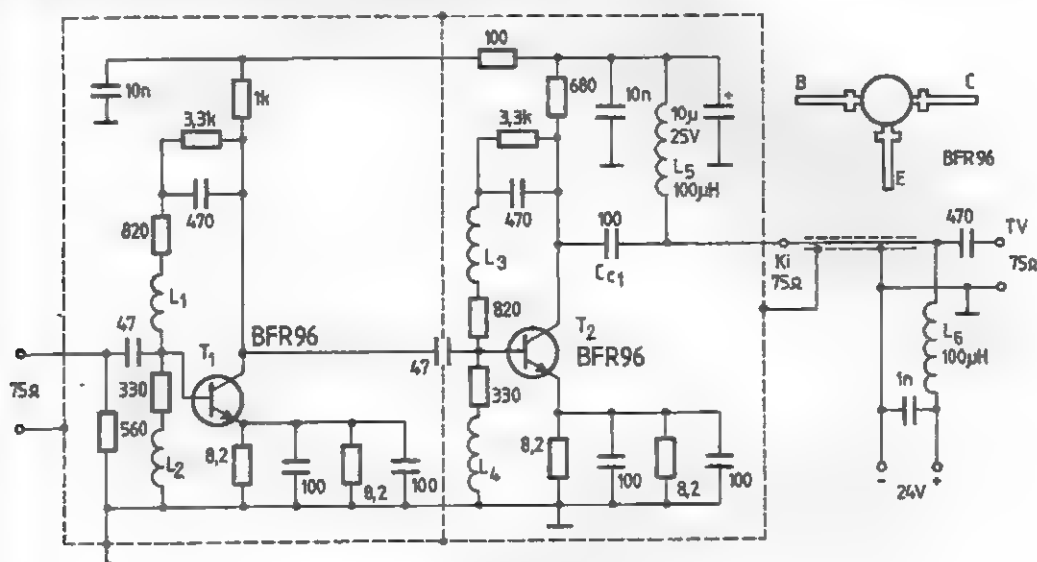 100
10n
1k
3,3k
470
820
L1
47
T1
BFR96
75Ω
560
330
L2
8,2
100
8,2
100
680
10n
10μ
25V
+
L5
100μH
3,3k
470
L3
820
100
Cc1
47
T2
BFR96
330
L4
8,2
100
8,2
100
B
C
E
BFR96
Ki
75Ω
470
TV
75Ω
L6
100μH
1n
-
+
24V